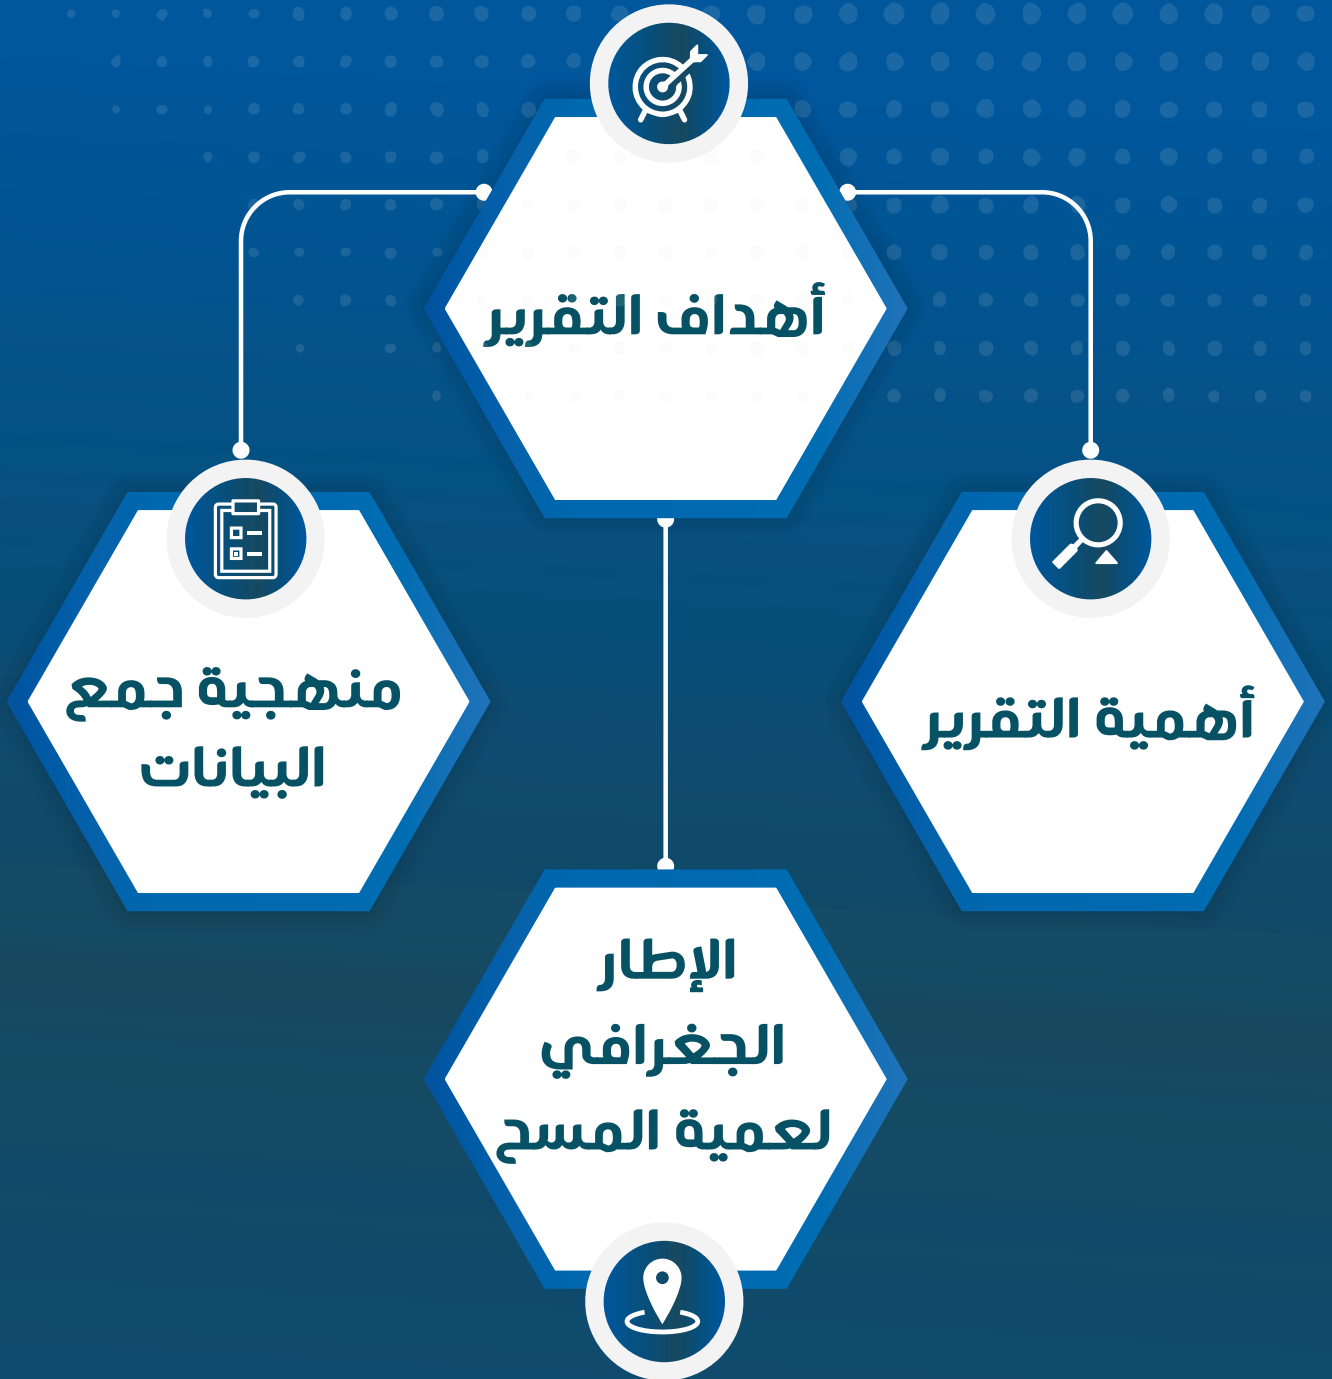 أهداف التقرير
أهمية التقرير
منهجية جمع
البيانات
الإطار
الجغرافي
لعمية المسح